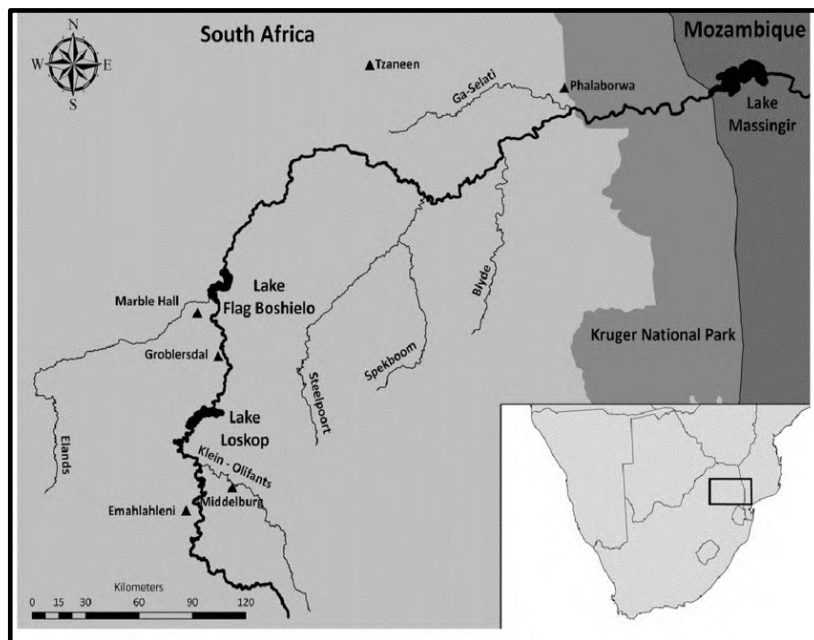 South Africa
Mozambique
N
W
E
S
Tzaneen
Phalaborwa
Ga-Selati
Lake
Massingir
Lake
Flag Boshielo
Marble Hall
Groblersdal
Blyde
Kruger National Park
Spekboom
Steelpoort
Elands
Lake
Loskop
Klein - Olifants
Middelburg
Emahlahleni
Kilometers
0 15 30 60 90 120